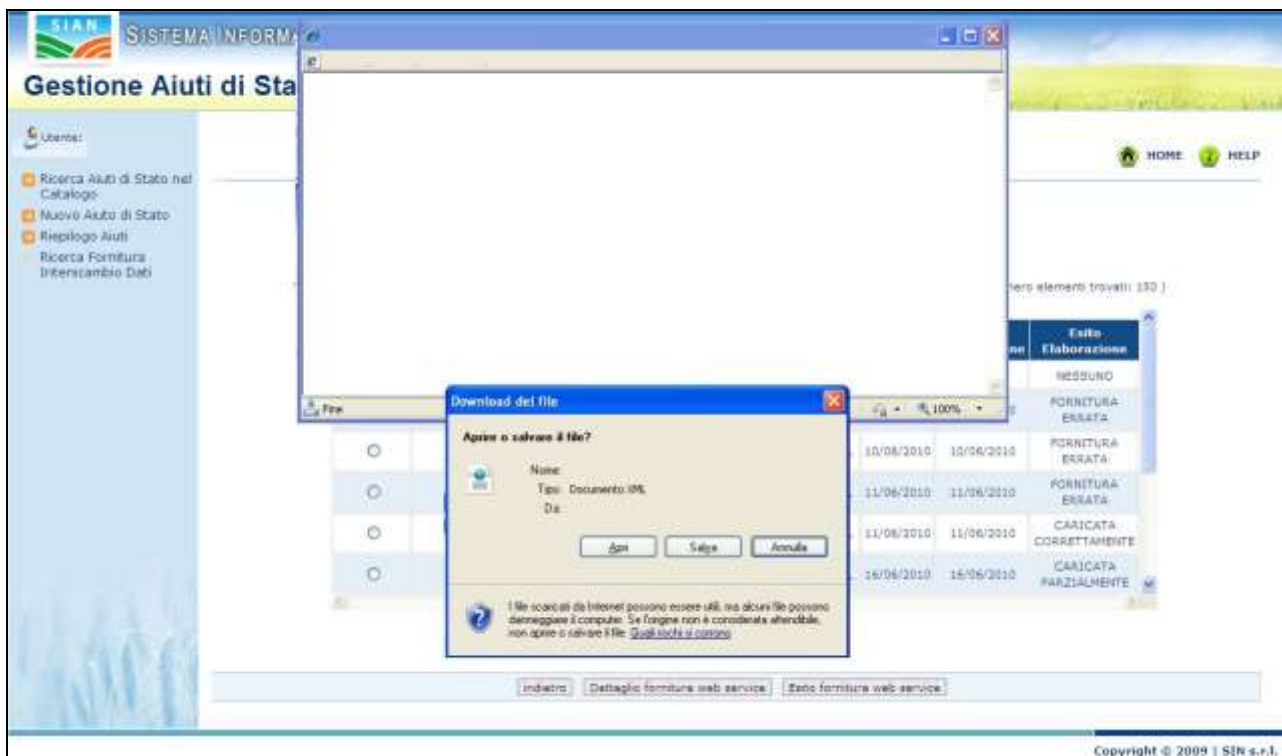 SIAN
SISTEMA INFORMA
Gestione Aiuti di Sta
Utente:
HOME
HELP
Ricerca Aiuti di Stato nel
Catalogo
Nuovo Aiuto di Stato
Riepilogo Aiuti
Ricerca Fornitura
Interscambio Dati
nero elementi trovati: 150 )
ne
Esito
Elaborazione
NESSUNO
Fine
100%
FORNITURA
ERRATA
10/06/2010 10/06/2010 FORNITURA
ERRATA
11/06/2010 11/06/2010 FORNITURA
ERRATA
11/06/2010 11/06/2010 CARICATA
CORRETTAMENTE
16/06/2010 16/06/2010 CARICATA
PARZIALMENTE
Download del file
Aprire o salvare il file?
Nome:
Tipo: Documento XML
Da:
Apri Salva Annulla
I file scaricati da Internet possono essere utili, ma alcuni file possono
danneggiare il computer. Se l'origine non è considerata attendibile,
non aprire o salvare il file. Quali rischi si corrono
indietro Dettaglio fornitura web service Esito fornitura web service
Copyright © 2009 | SIN s.r.l.